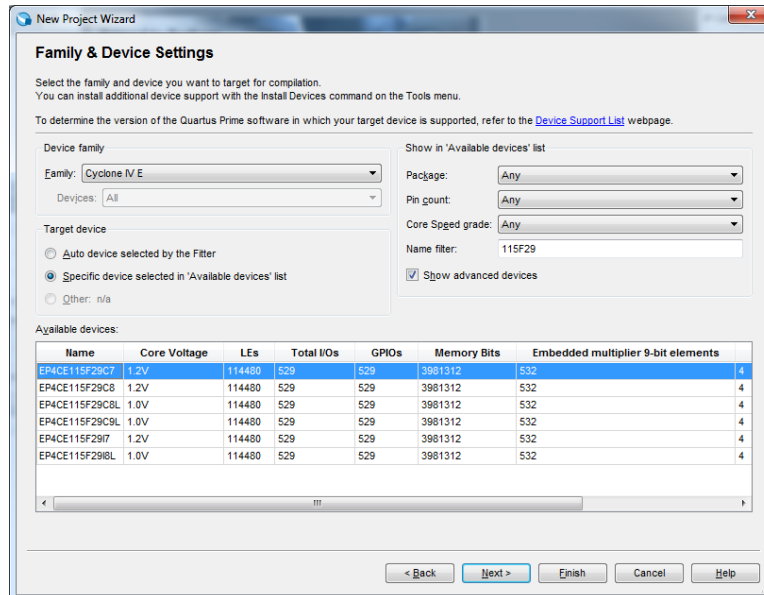 New Project Wizard
Family & Device Settings
Select the family and device you want to target for compilation.
You can install additional device support with the Install Devices command on the Tools menu.
To determine the version of the Quartus Prime software in which your target device is supported, refer to the Device Support List webpage.
Device family
Family: Cyclone IV E
Devices: All
Target device
Auto device selected by the Fitter
Specific device selected in 'Available devices' list
Other: n/a
Show in 'Available devices' list
Package: Any
Pin count: Any
Core Speed grade: Any
Name filter: 115F29
Show advanced devices
Available devices:
Name Core Voltage LEs Total I/Os GPIOs Memory Bits Embedded multiplier 9-bit elements
EP4CE115F29C7 1.2V 114480 529 529 3981312 532 4
EP4CE115F29C8 1.2V 114480 529 529 3981312 532 4
EP4CE115F29C8L 1.0V 114480 529 529 3981312 532 4
EP4CE115F29C9L 1.0V 114480 529 529 3981312 532 4
EP4CE115F29I7 1.2V 114480 529 529 3981312 532 4
EP4CE115F29I8L 1.0V 114480 529 529 3981312 532 4
< Back Next > Finish Cancel Help